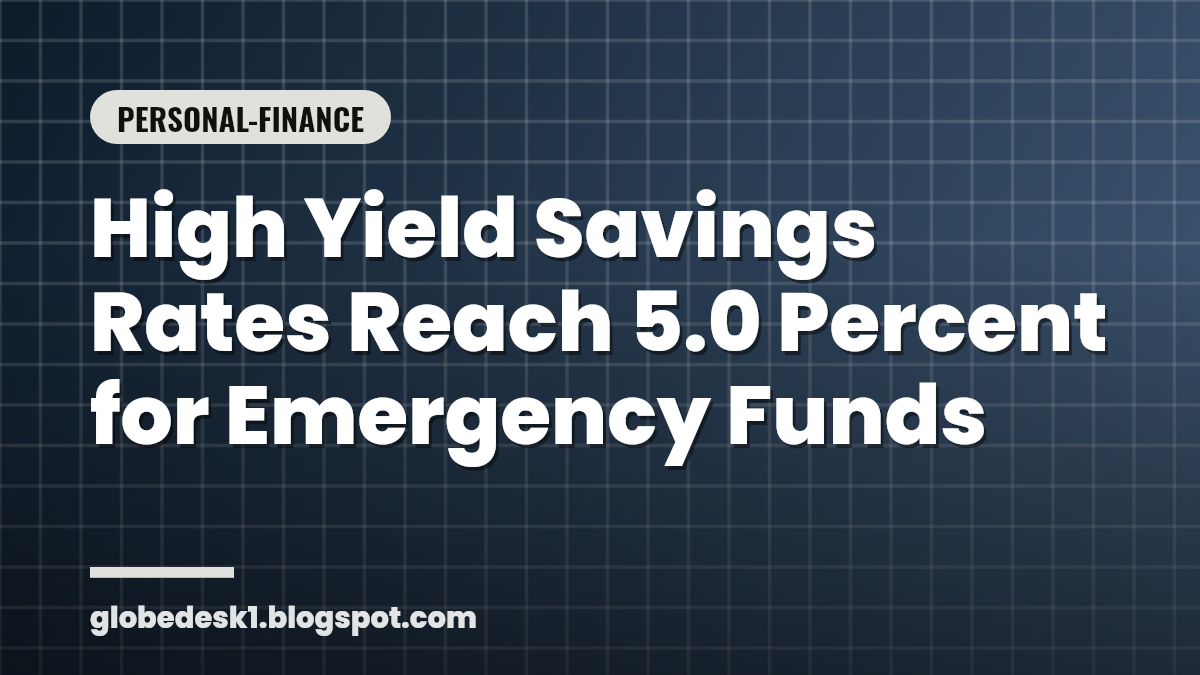 PERSONAL-FINANCE
High Yield Savings
Rates Reach 5.0 Percent
for Emergency Funds
globedesk1.blogspot.com